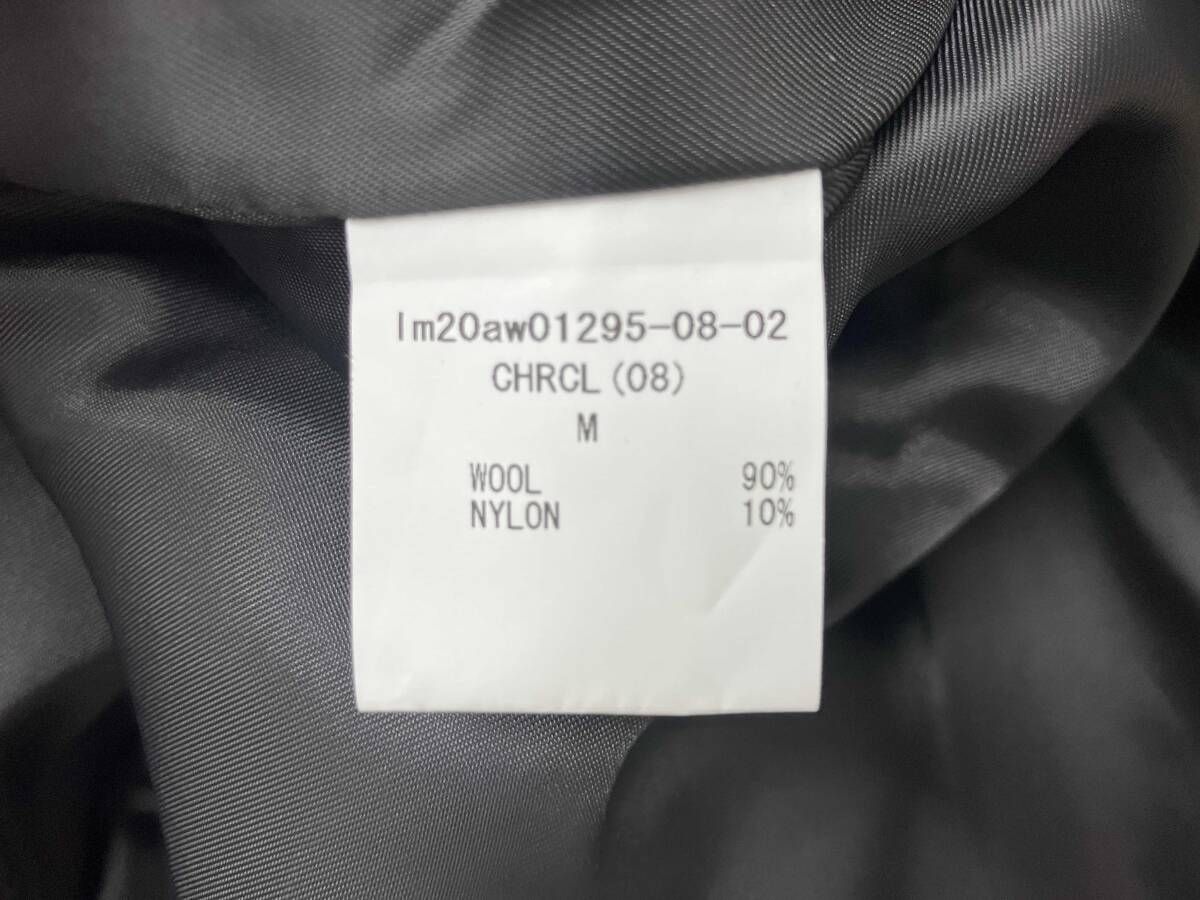 lm20aw01295-08-02
CHRCL(08)
M
WOOL 90%
NYLON 10%